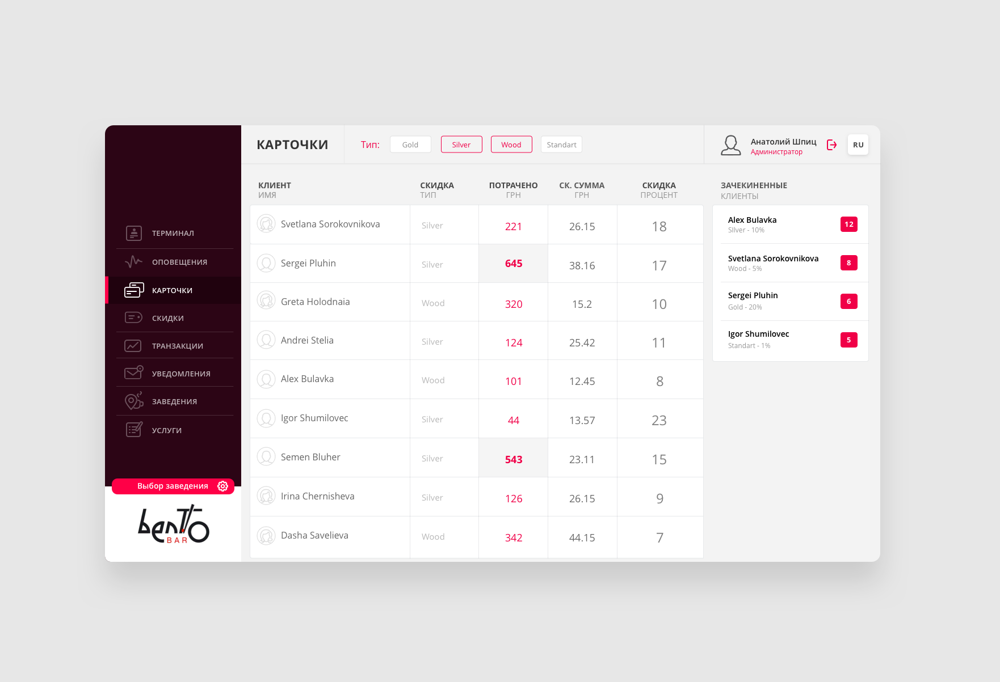 КАРТОЧКИ
Тип:
Gold
Silver
Wood
Standart
Анатолий Шпиц
Администратор
RU
ТЕРМИНАЛ
ОПОВЕЩЕНИЯ
КАРТОЧКИ
СКИДКИ
ТРАНЗАКЦИИ
УВЕДОМЛЕНИЯ
ЗАВЕДЕНИЯ
УСЛУГИ
Выбор заведения
bento
BAR
КЛИЕНТ
ИМЯ
СКИДКА
ТИП
ПОТРАЧЕНО
ГРН
СК. СУММА
ГРН
СКИДКА
ПРОЦЕНТ
Svetlana Sorokovnikova Silver 221 26.15 18
Sergei Pluhin Silver 645 38.16 17
Greta Holodnaia Wood 320 15.2 10
Andrei Stelia Silver 124 25.42 11
Alex Bulavka Wood 101 12.45 8
Igor Shumilovec Silver 44 13.57 23
Semen Bluher Silver 543 23.11 15
Irina Chernisheva Silver 126 26.15 9
Dasha Savelieva Wood 342 44.15 7
ЗАЧЕКИНЕННЫЕ
КЛИЕНТЫ
Alex Bulavka
SIlver - 10%
12
Svetlana Sorokovnikova
Wood - 5%
8
Sergei Pluhin
Gold - 20%
6
Igor Shumilovec
Standart - 1%
5